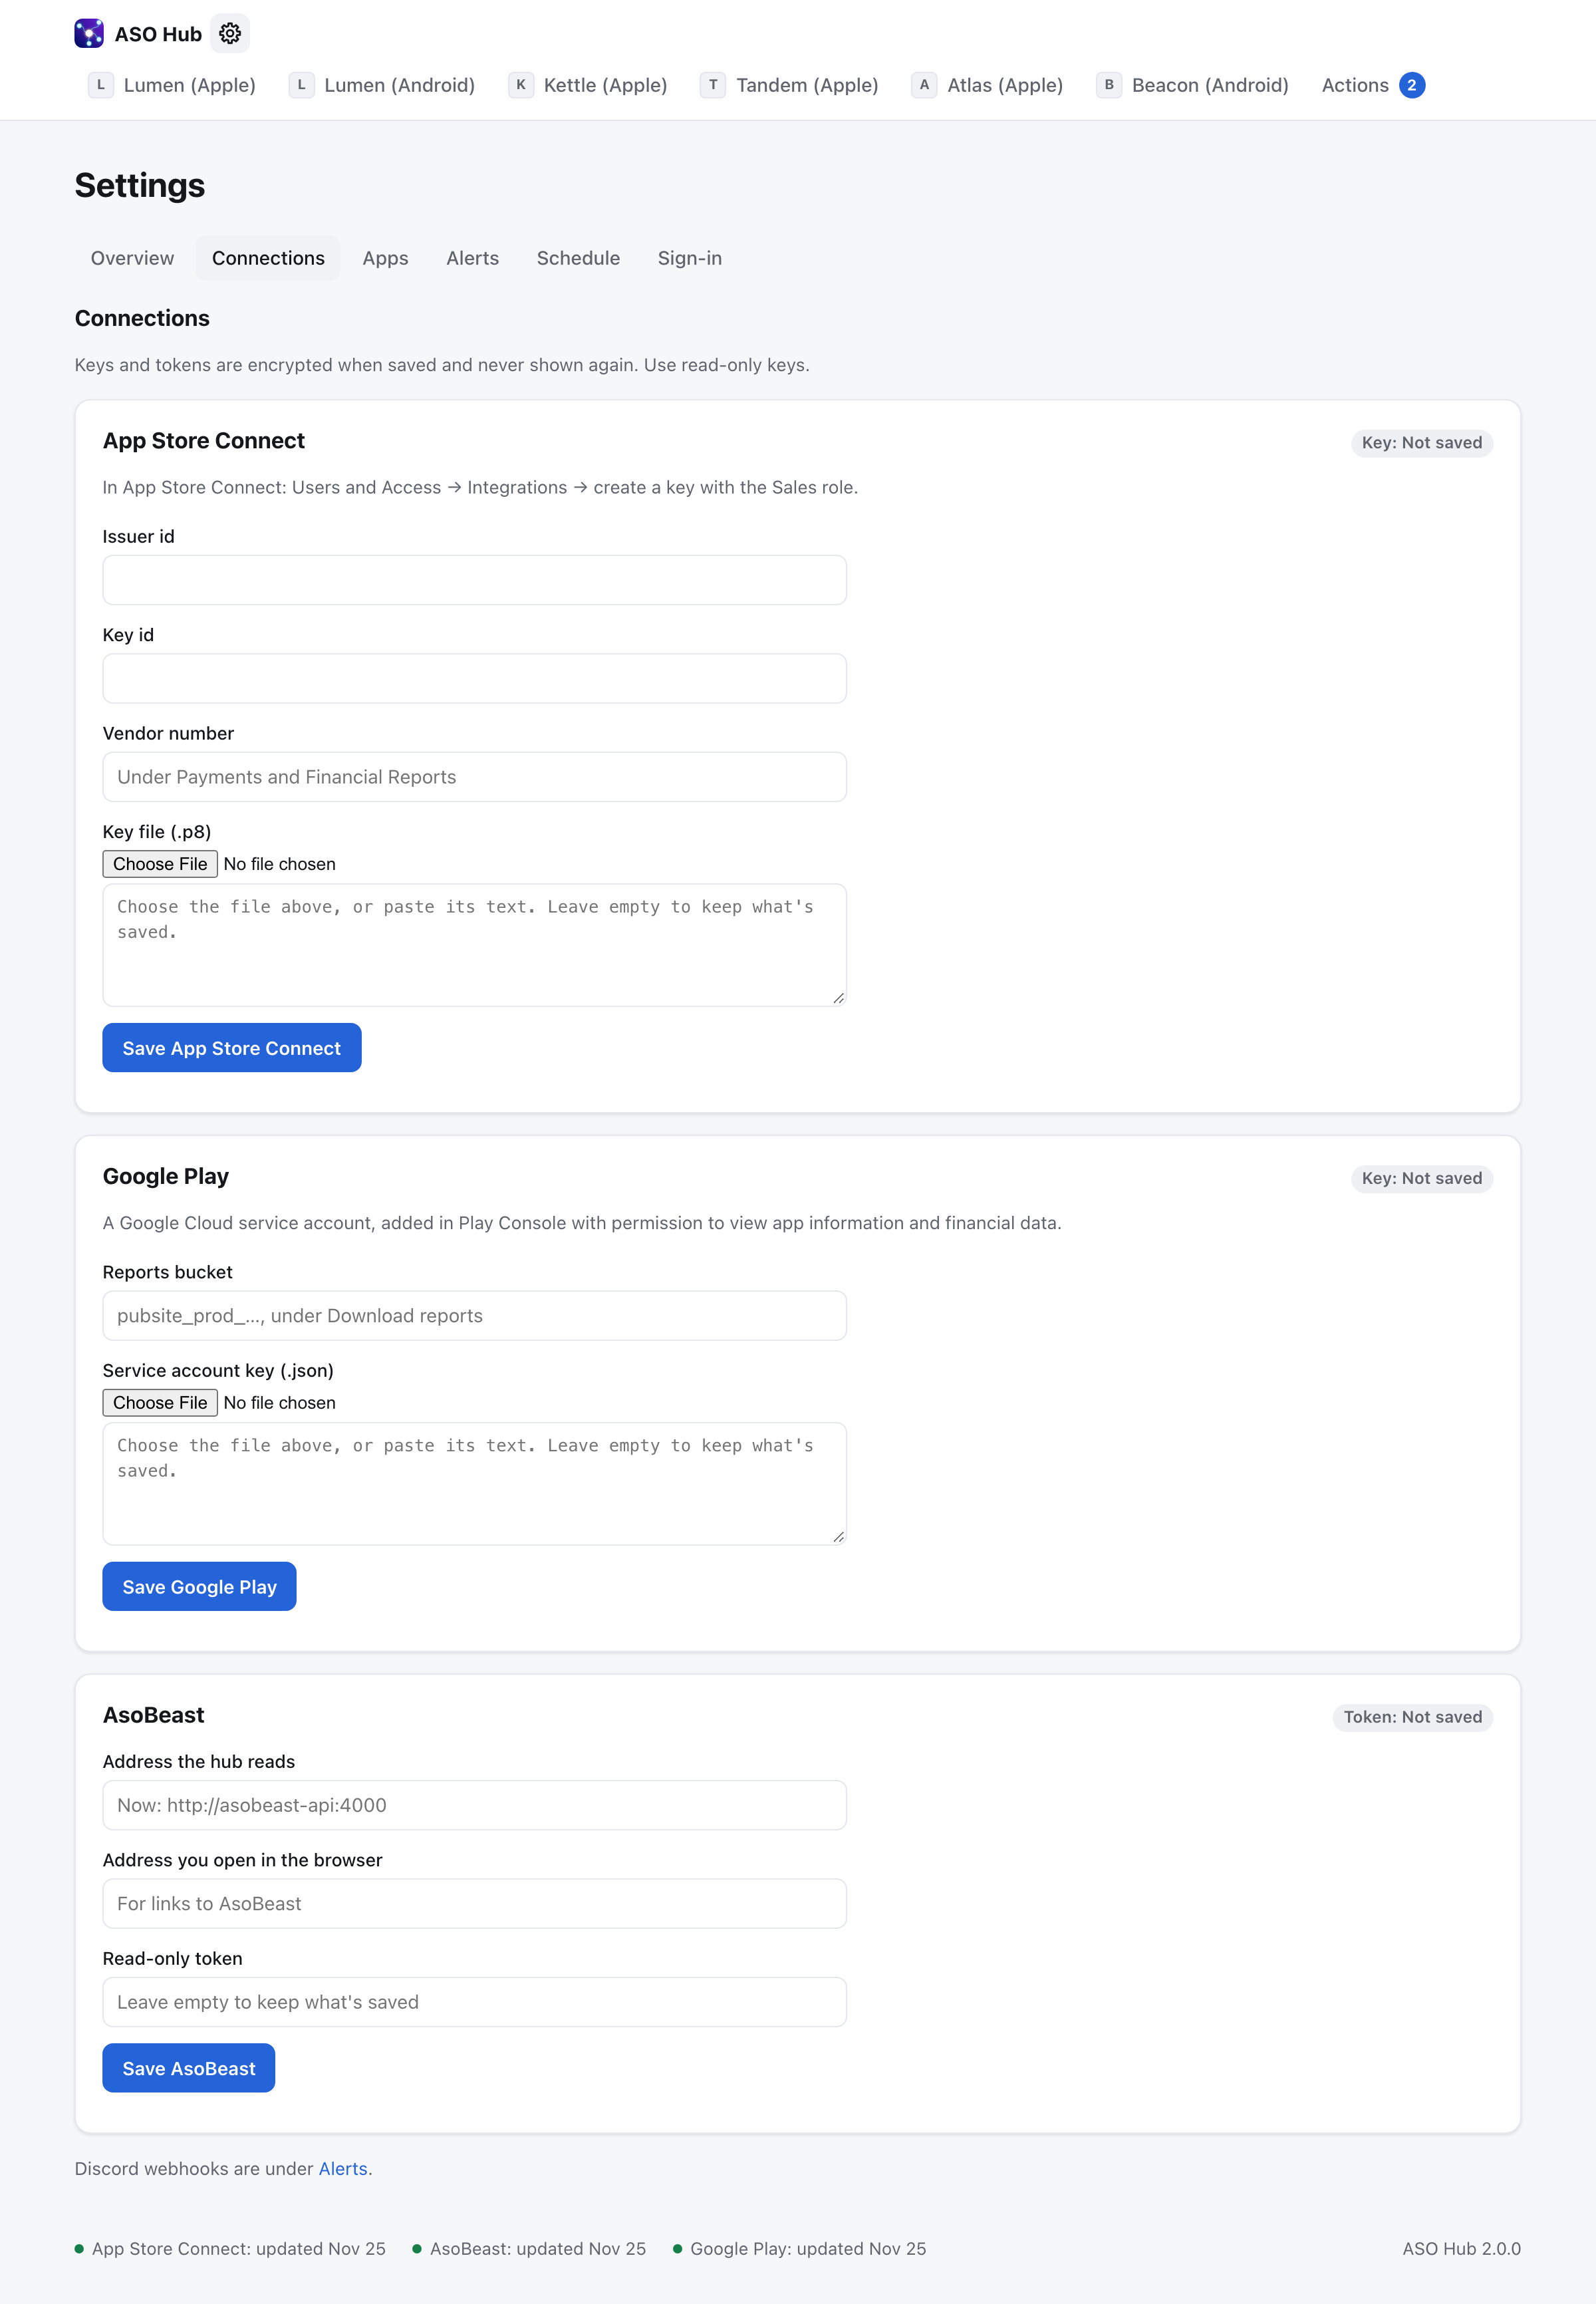 ASO Hub
L Lumen (Apple) L Lumen (Android) K Kettle (Apple) T Tandem (Apple) A Atlas (Apple) B Beacon (Android) Actions 2
Settings
Overview Connections Apps Alerts Schedule Sign-in
Connections
Keys and tokens are encrypted when saved and never shown again. Use read-only keys.
App Store Connect Key: Not saved
In App Store Connect: Users and Access → Integrations → create a key with the Sales role.
Issuer id
Key id
Vendor number
Under Payments and Financial Reports
Key file (.p8)
Choose File No file chosen
Choose the file above, or paste its text. Leave empty to keep what's
saved.
Save App Store Connect
Google Play Key: Not saved
A Google Cloud service account, added in Play Console with permission to view app information and financial data.
Reports bucket
pubsite_prod_..., under Download reports
Service account key (.json)
Choose File No file chosen
Choose the file above, or paste its text. Leave empty to keep what's
saved.
Save Google Play
AsoBeast Token: Not saved
Address the hub reads
Now: http://asobeast-api:4000
Address you open in the browser
For links to AsoBeast
Read-only token
Leave empty to keep what's saved
Save AsoBeast
Discord webhooks are under Alerts.
App Store Connect: updated Nov 25 AsoBeast: updated Nov 25 Google Play: updated Nov 25 ASO Hub 2.0.0